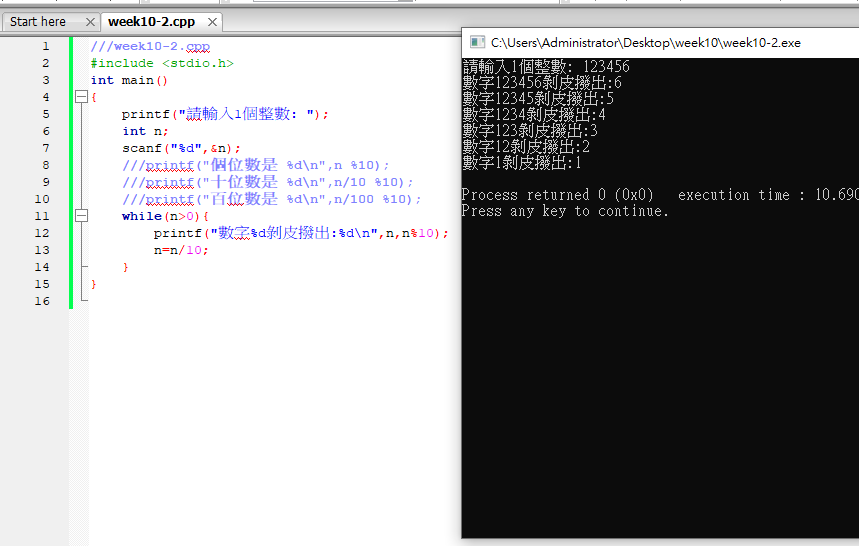 Start here
week10-2.cpp
1 ///week10-2.cpp
2 #include <stdio.h>
3 int main()
4 {
5 printf("請輸入1個整數: ");
6 int n;
7 scanf("%d",&n);
8 ///printf("個位數是 %d\n",n %10);
9 ///printf("十位數是 %d\n",n/10 %10);
10 ///printf("百位數是 %d\n",n/100 %10);
11 while(n>0){
12 printf("數字%d剝皮撥出:%d\n",n,n%10);
13 n=n/10;
14 }
15 }
16
C:\Users\Administrator\Desktop\week10\week10-2.exe
請輸入1個整數: 123456
數字123456剝皮撥出:6
數字12345剝皮撥出:5
數字1234剝皮撥出:4
數字123剝皮撥出:3
數字12剝皮撥出:2
數字1剝皮撥出:1
Process returned 0 (0x0) execution time : 10.690
Press any key to continue.